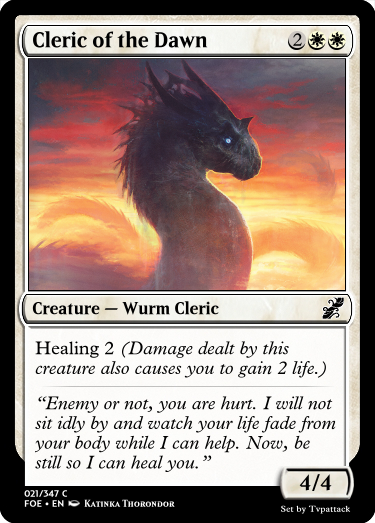 Cleric of the Dawn 2
Creature — Wurm Cleric
Healing 2 (Damage dealt by this
creature also causes you to gain 2 life.)
“Enemy or not, you are hurt. I will not
sit idly by and watch your life fade from
your body while I can help. Now, be
still so I can heal you.”
4/4
021/347 C
FOE • EN Katinka Thorondor
Set by Tvpattack